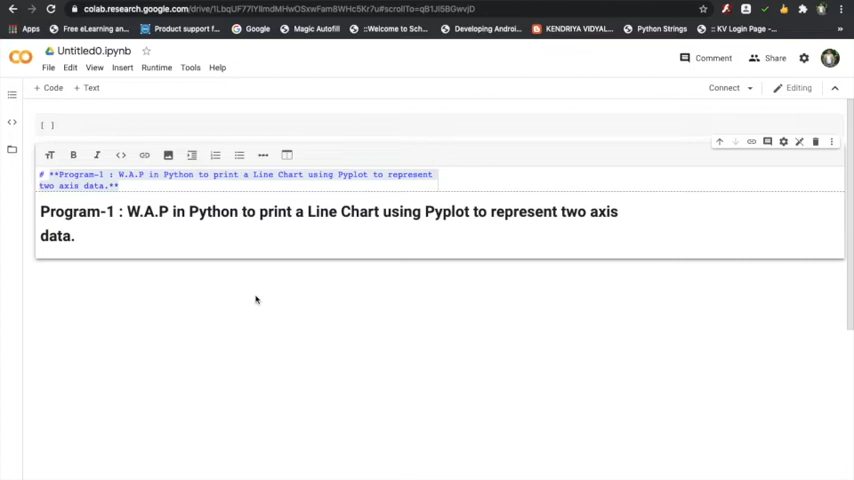 colab.research.google.com/drive/1LbqUF77lYlImdMHwOSxwFam8WHc5Kr7u#scrollTo=qB1Jl5BGwvjD
Apps Free eLearning an... Product support f... Google Magic Autofill ::Welcome to Sch... Developing Androi... KENDRIYA VIDYAL... Python Strings :: KV Login Page -... »
CO Untitled0.ipynb Comment Share
File Edit View Insert Runtime Tools Help
+ Code + Text Connect Editing
[ ]
# **Program-1 : W.A.P in Python to print a Line Chart using Pyplot to represent
two axis data.**
Program-1 : W.A.P in Python to print a Line Chart using Pyplot to represent two axis
data.